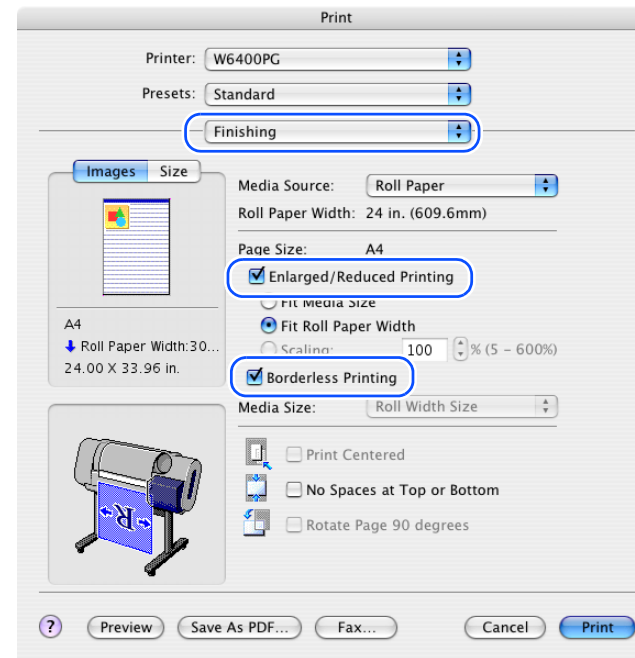 Print
Printer: W6400PG
Presets: Standard
Finishing
Images Size
Media Source: Roll Paper
Roll Paper Width: 24 in. (609.6mm)
Page Size: A4
Enlarged/Reduced Printing
Fit Media Size
Fit Roll Paper Width
Scaling: 100 % (5 – 600%)
Borderless Printing
Media Size: Roll Width Size
A4
Roll Paper Width:30...
24.00 X 33.96 in.
Print Centered
No Spaces at Top or Bottom
Rotate Page 90 degrees
R
? Preview Save As PDF... Fax... Cancel Print